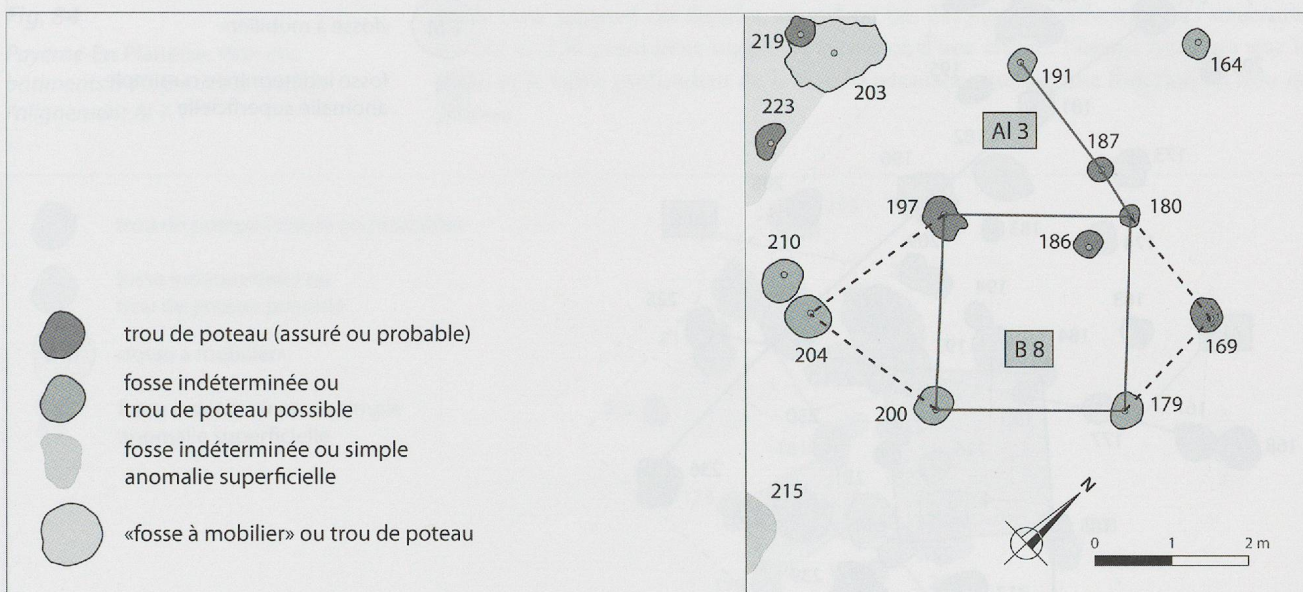 trou de poteau (assuré ou probable)
fosse indéterminée ou
trou de poteau possible
fosse indéterminée ou simple
anomalie superficielle
«fosse à mobilier» ou trou de poteau
219
203
191
164
223
Al 3
187
197
180
186
210
204
B 8
169
200
179
215
N
0 1 2 m